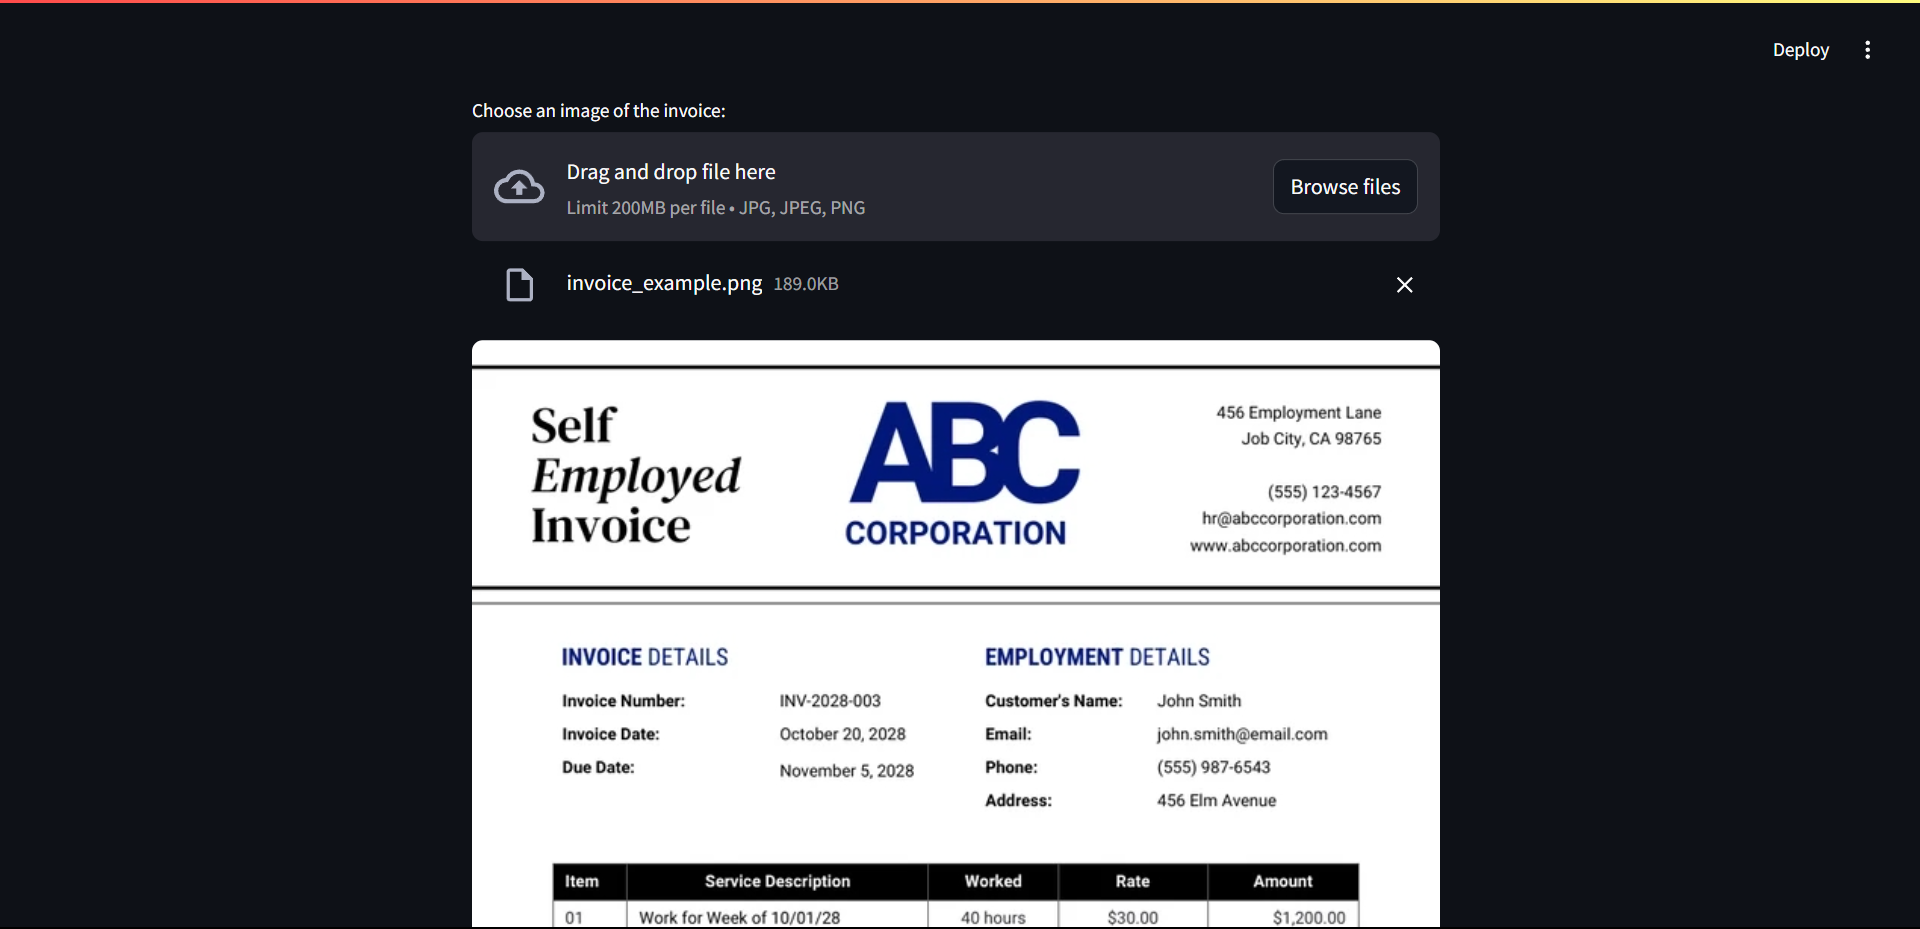 Deploy
Choose an image of the invoice:
Drag and drop file here
Limit 200MB per file • JPG, JPEG, PNG
Browse files
invoice_example.png 189.0KB
Self
Employed
Invoice
ABC
CORPORATION
456 Employment Lane
Job City, CA 98765
(555) 123-4567
hr@abccorporation.com
www.abccorporation.com
INVOICE DETAILS
Invoice Number: INV-2028-003
Invoice Date: October 20, 2028
Due Date: November 5, 2028
EMPLOYMENT DETAILS
Customer's Name: John Smith
Email: john.smith@email.com
Phone: (555) 987-6543
Address: 456 Elm Avenue
Item Service Description Worked Rate Amount
01 Work for Week of 10/01/28 40 hours $30.00 $1,200.00